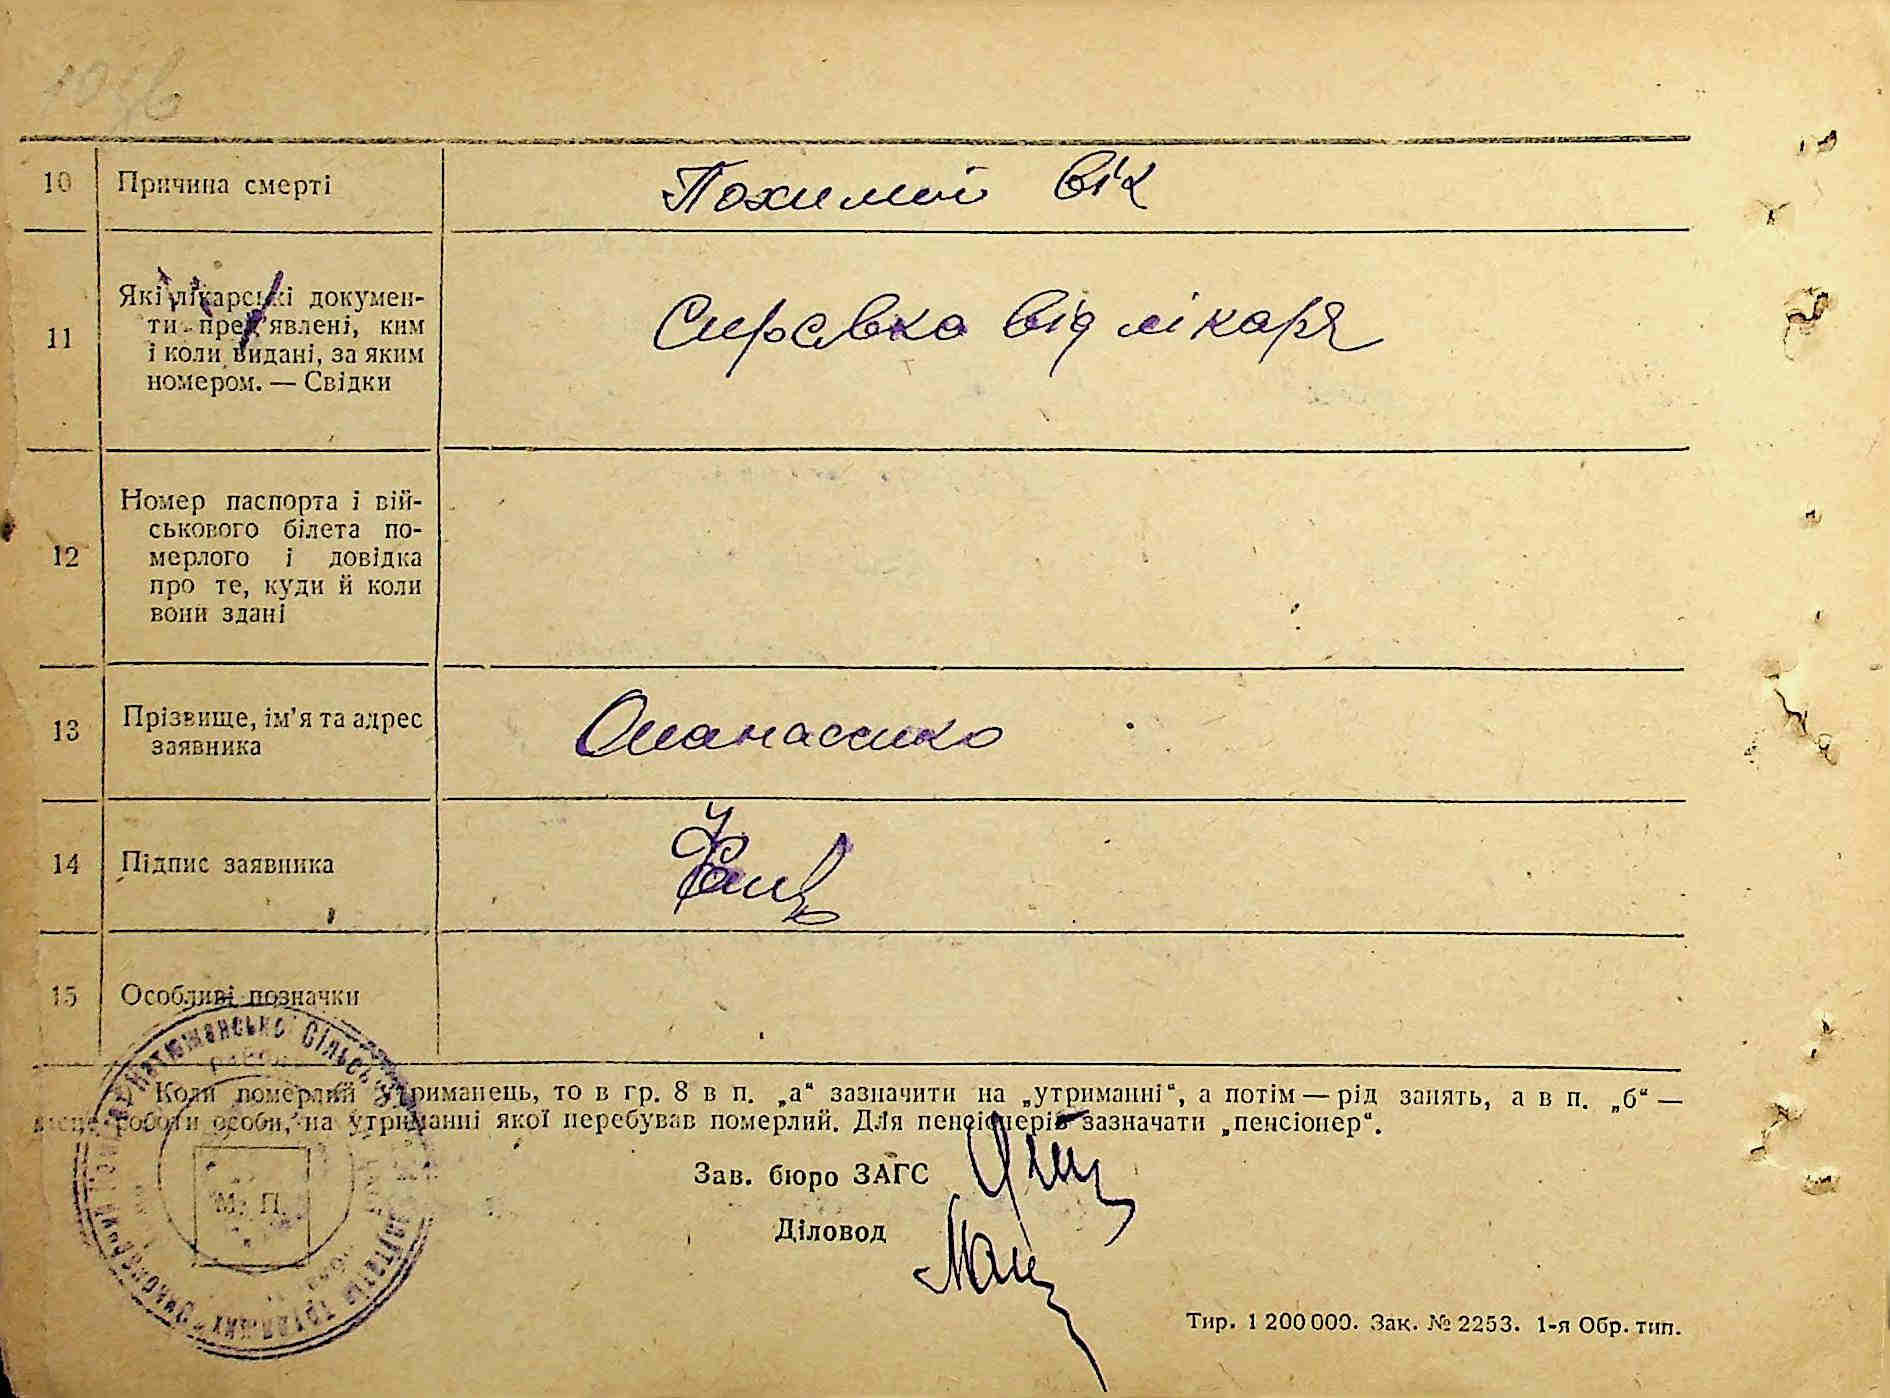 1056
10 Причина смерті Похилий вік
11 Які лікарські докумен-
ти пред'явлені, ким
і коли видані, за яким
номером. — Свідки
Справка від лікаря
12 Номер паспорта і вій-
ськового білета по-
мерлого і довідка
про те, куди й коли
вони здані
13 Прізвище, ім'я та адрес
заявника
Опанасенко
14 Підпис заявника
15 Особливі позначки
Коли померлий утриманець, то в гр. 8 в п. „а“ зазначити на „утриманні“, а потім — рід занять, а в п. „б“ —
місце роботи особи, на утриманні якої перебував померлий. Для пенсіонерів зазначати „пенсіонер“.
Зав. бюро ЗАГС
Діловод
М. П.
Тир. 1 200 000. Зак. № 2253. 1-я Обр. тип.